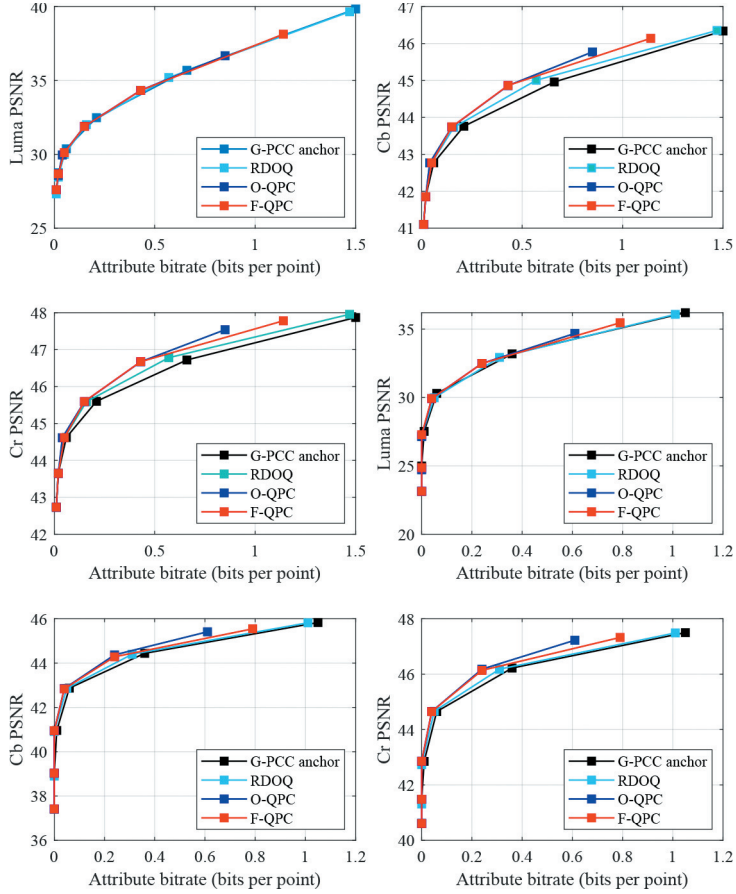 40
35
30
25
Luma PSNR
G-PCC anchor
RDOQ
O-QPC
F-QPC
0
0.5
1
1.5
Attribute bitrate (bits per point)
47
46
45
44
43
42
41
Cb PSNR
G-PCC anchor
RDOQ
O-QPC
F-QPC
0
0.5
1
1.5
Attribute bitrate (bits per point)
48
47
46
45
44
43
42
Cr PSNR
G-PCC anchor
RDOQ
O-QPC
F-QPC
0
0.5
1
1.5
Attribute bitrate (bits per point)
35
30
25
20
Luma PSNR
G-PCC anchor
RDOQ
O-QPC
F-QPC
0
0.2
0.4
0.6
0.8
1
1.2
Attribute bitrate (bits per point)
46
44
42
40
38
36
Cb PSNR
G-PCC anchor
RDOQ
O-QPC
F-QPC
0
0.2
0.4
0.6
0.8
1
1.2
Attribute bitrate (bits per point)
48
46
44
42
40
Cr PSNR
G-PCC anchor
RDOQ
O-QPC
F-QPC
0
0.2
0.4
0.6
0.8
1
1.2
Attribute bitrate (bits per point)